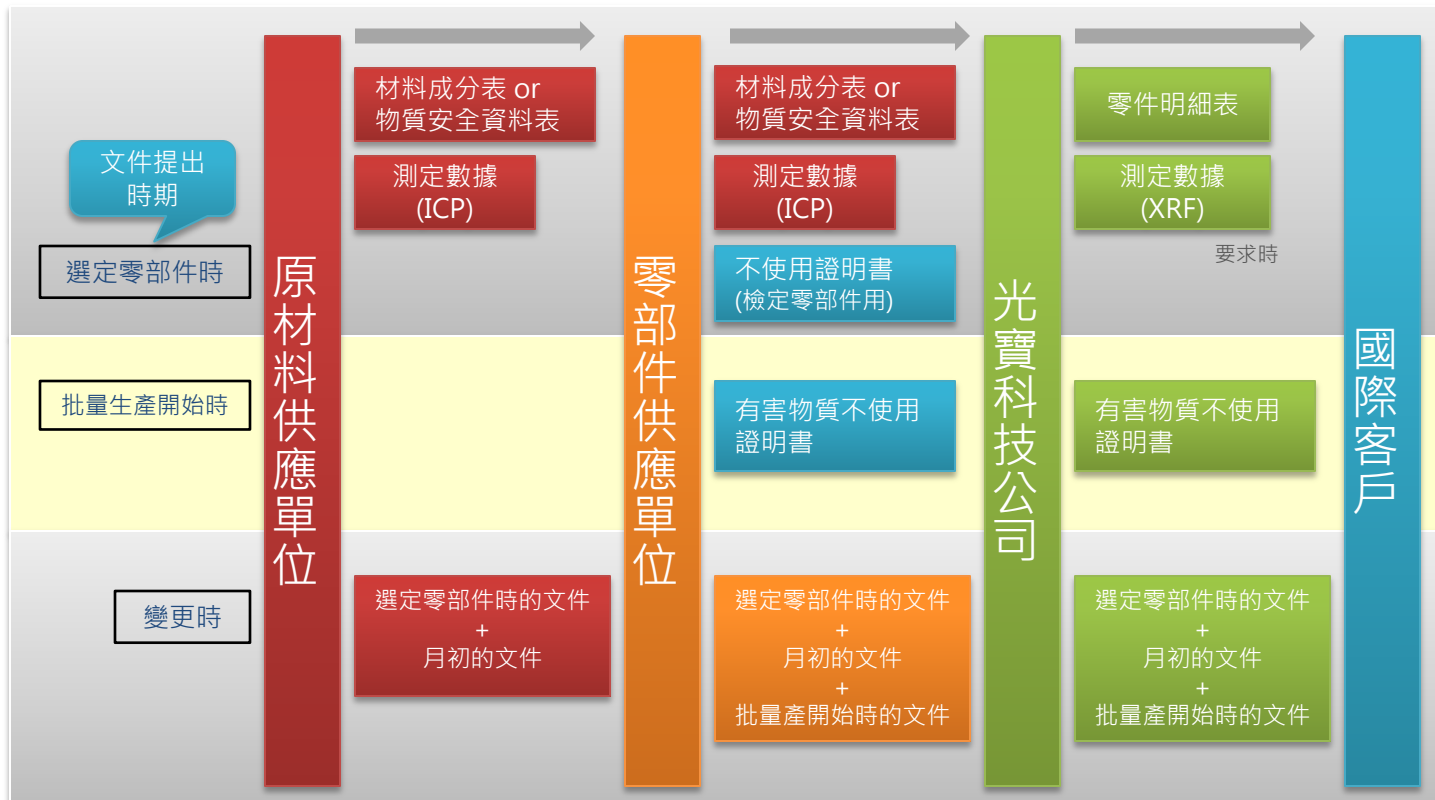 文件提出
時期
選定零部件時
批量生產開始時
變更時
原材料供應單位
材料成分表 or
物質安全資料表
測定數據
(ICP)
選定零部件時的文件
+
月初的文件
零部件供應單位
材料成分表 or
物質安全資料表
測定數據
(ICP)
不使用證明書
(檢定零部件用)
有害物質不使用
證明書
選定零部件時的文件
+
月初的文件
+
批量產開始時的文件
光寶科技公司
零件明細表
測定數據
(XRF)
要求時
有害物質不使用
證明書
選定零部件時的文件
+
月初的文件
+
批量產開始時的文件
國際客戶